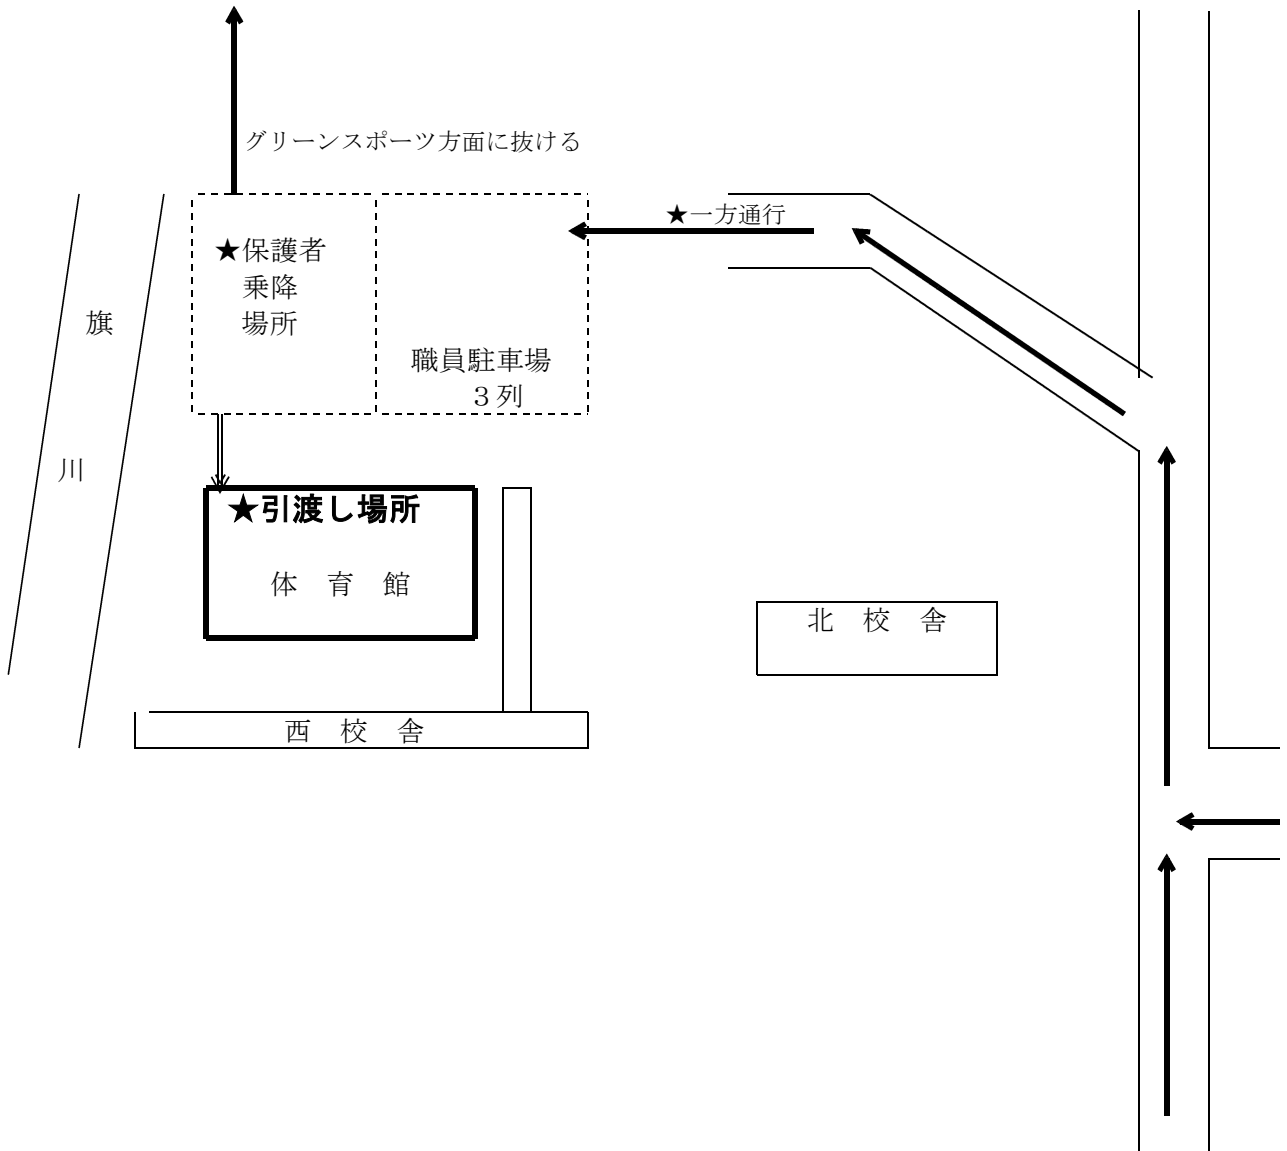 グリーンスポーツ方面に抜ける
★一方通行
★保護者
乗降
場所
旗
川
職員駐車場
３列
★引渡し場所
体　育　館
北　校　舎
西　校　舎